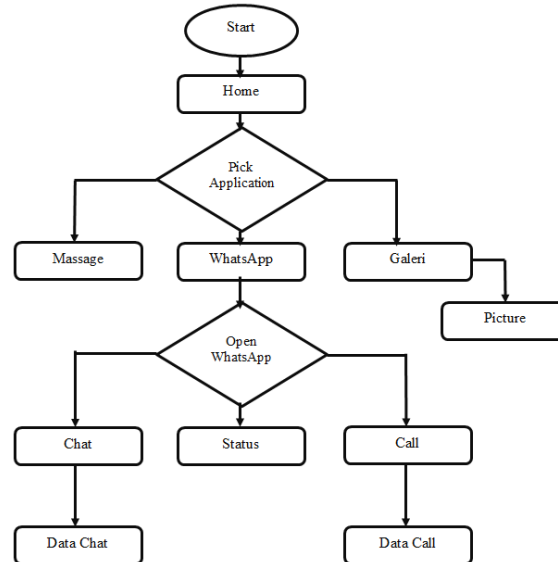 Start
Home
Pick
Application
Massage
WhatsApp
Galeri
Picture
Open
WhatsApp
Chat
Status
Call
Data Chat
Data Call